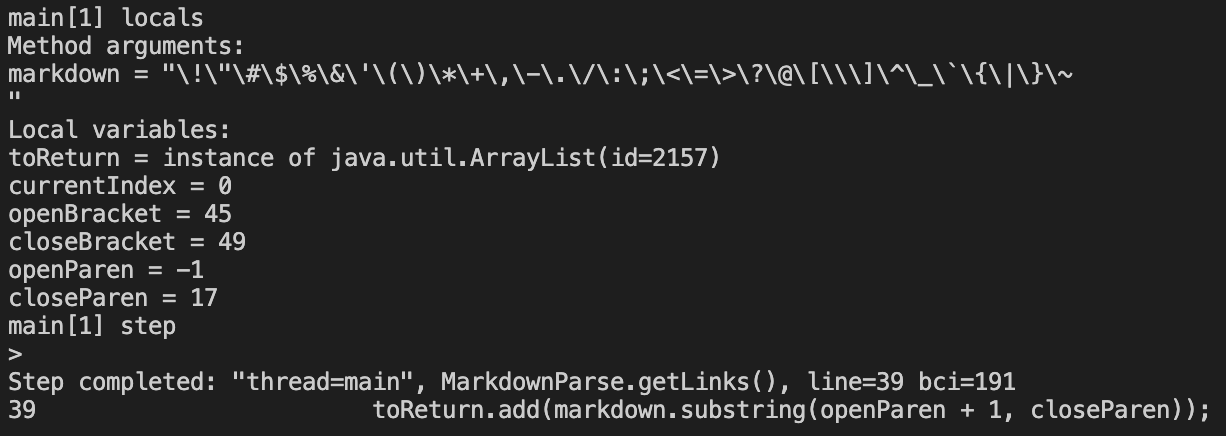 main[1] locals
Method arguments:
markdown = "\!\"\#\$\%\&\'\(\)\*\+\,\-\.\/\:\;\<\=\>\?\@\[\\\]\^\_\`\{\|\}\~
"
Local variables:
toReturn = instance of java.util.ArrayList(id=2157)
currentIndex = 0
openBracket = 45
closeBracket = 49
openParen = -1
closeParen = 17
main[1] step
>
Step completed: "thread=main", MarkdownParse.getLinks(), line=39 bci=191
39                        toReturn.add(markdown.substring(openParen + 1, closeParen));